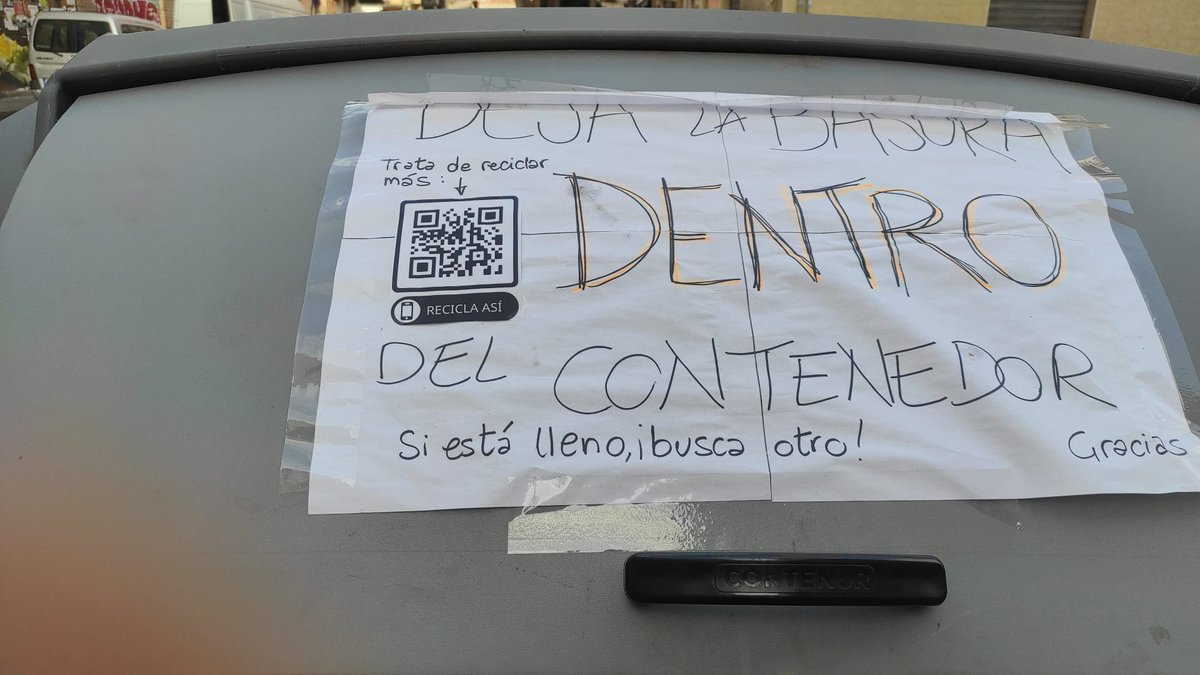 DEJA LA BASURA
Trata de reciclar
más:
DENTRO
RECICLA ASÍ
DEL CONTENEDOR
Si está lleno, ¡busca otro!
Gracias
CONTENUR